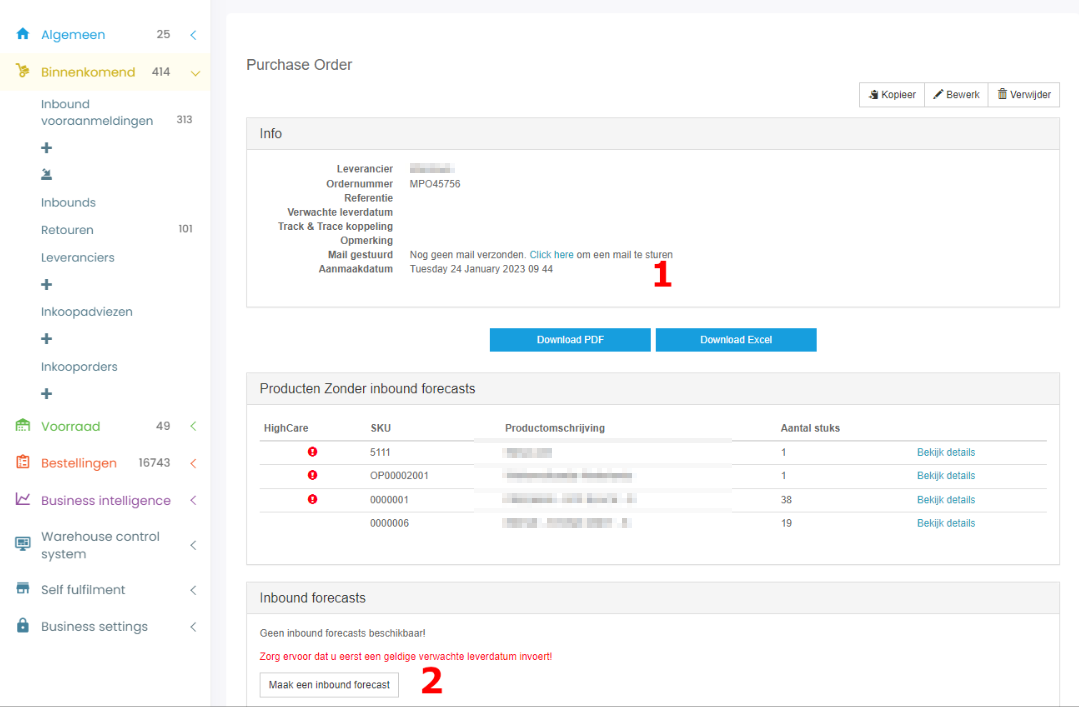 Algemeen 25
Binnenkomend 414
Inbound
vooraanmeldingen 313
Inbounds
Retouren 101
Leveranciers
Inkoopadviezen
Inkooporders
Voorraad 49
Bestellingen 16743
Business intelligence
Warehouse control
system
Self fulfilment
Business settings
Purchase Order
Kopieer Bewerk Verwijder
Info
Leverancier
Ordernummer MPO45756
Referentie
Verwachte leverdatum
Track & Trace koppeling
Opmerking
Mail gestuurd Nog geen mail verzonden. Click here om een mail te sturen
Aanmaakdatum Tuesday 24 January 2023 09 44
1
Download PDF Download Excel
Producten Zonder inbound forecasts
HighCare SKU Productomschrijving Aantal stuks
5111 1 Bekijk details
OP00002001 1 Bekijk details
0000001 38 Bekijk details
0000006 19 Bekijk details
Inbound forecasts
Geen inbound forecasts beschikbaar!
Zorg ervoor dat u eerst een geldige verwachte leverdatum invoert!
Maak een inbound forecast 2